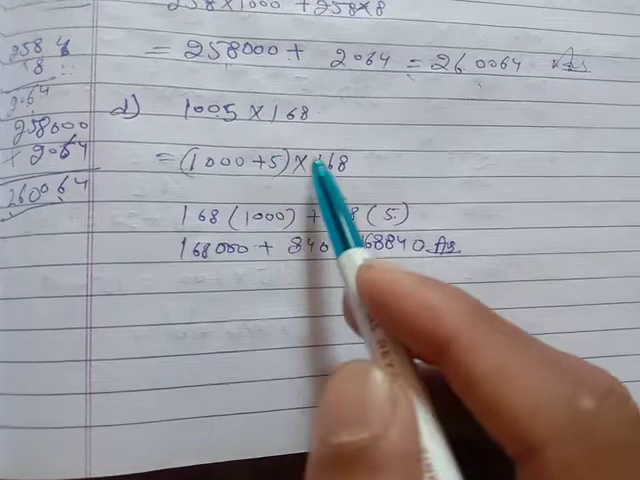 258×1000 + 258×8
= 258000 + 2064 = 260064 Ans
258
×8
2064
258000
+ 2064
260064
d) 1005 × 168
= (1000+5) × 168
168 (1000) + 8 (5)
168000 + 840 168840 Ans